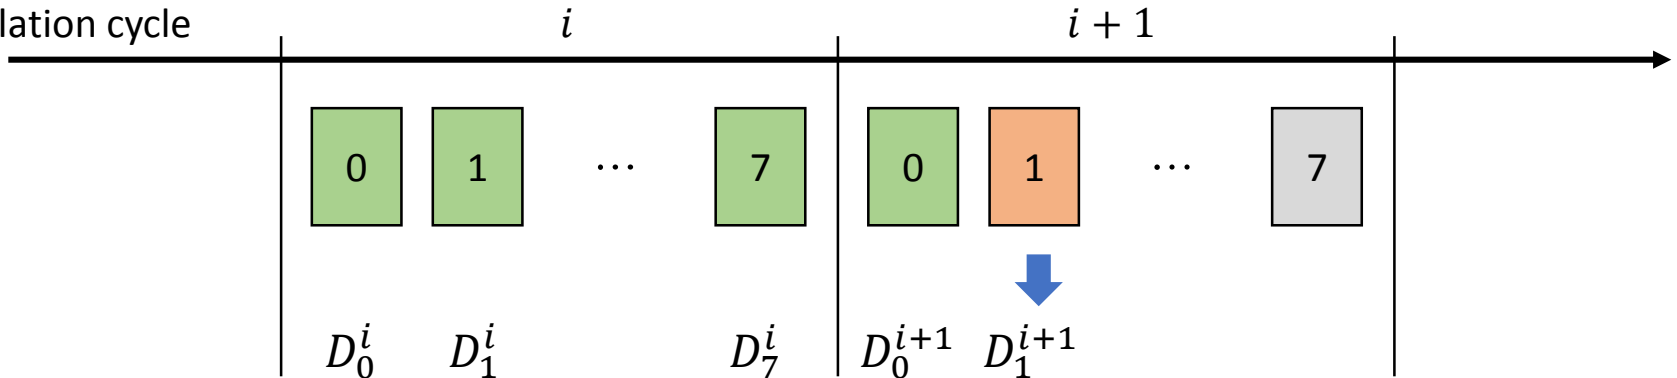 lation cycle i i + 1
0 1 ⋯ 7 0 1 ⋯ 7
D_0^i D_1^i D_7^i D_0^{i+1} D_1^{i+1}